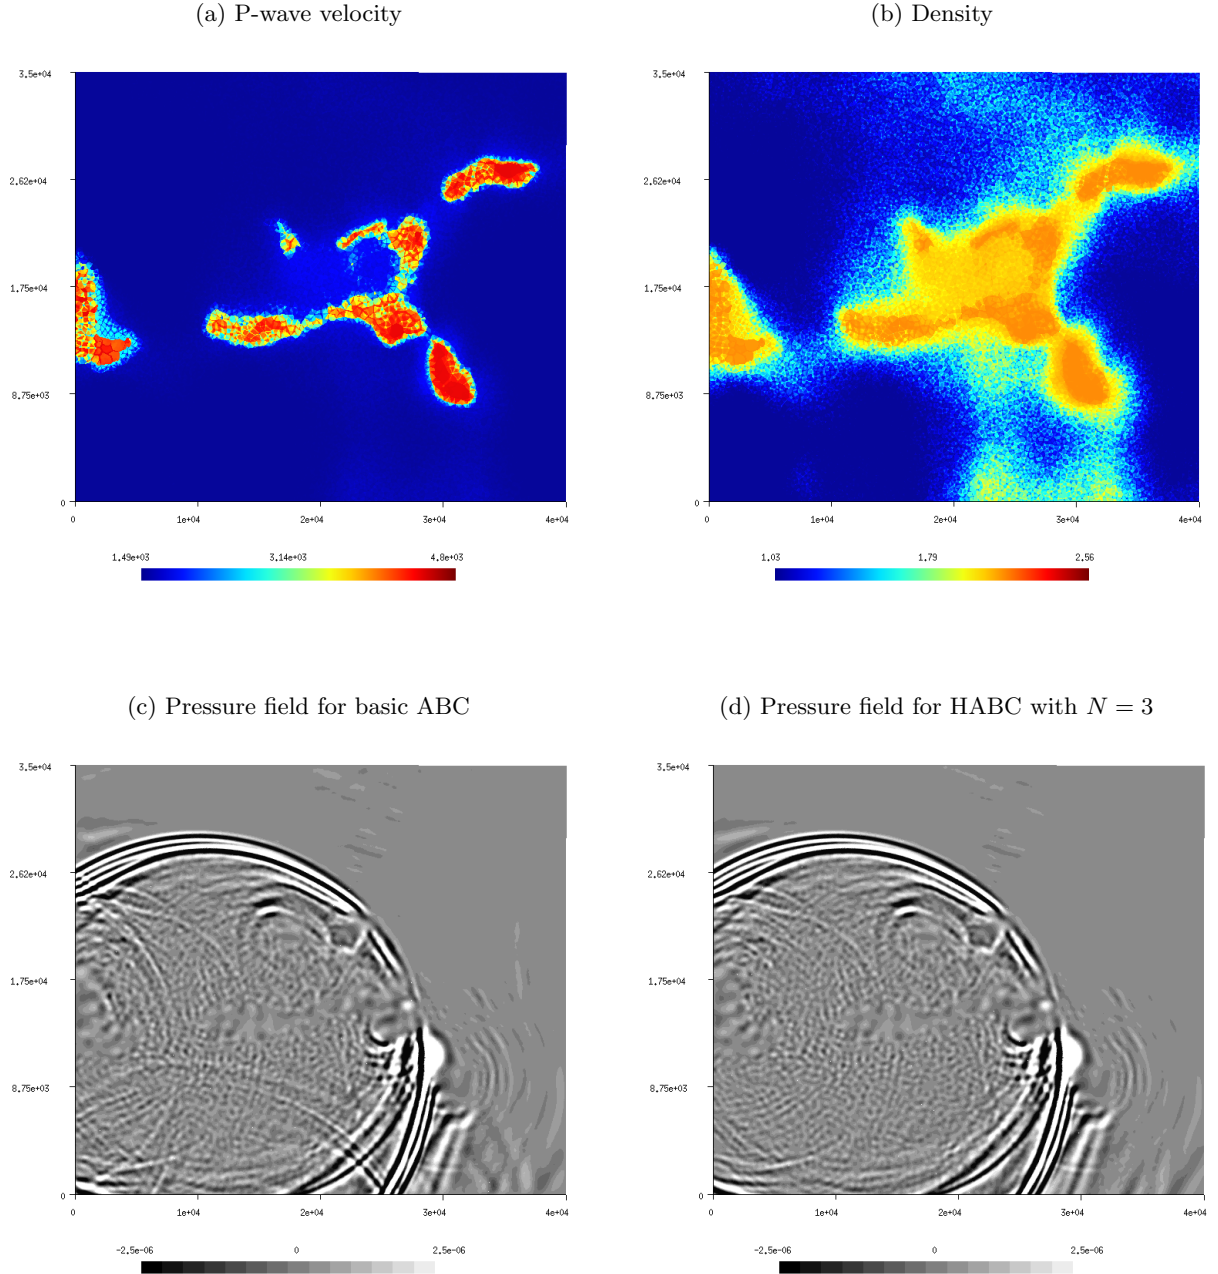 (a) P-wave velocity
(b) Density
3.5e+04
2.62e+04
1.75e+04
8.75e+03
0
0 1e+04 2e+04 3e+04 4e+04
1.49e+03 3.14e+03 4.8e+03
3.5e+04
2.62e+04
1.75e+04
8.75e+03
0
0 1e+04 2e+04 3e+04 4e+04
1.03 1.79 2.56
(c) Pressure field for basic ABC
(d) Pressure field for HABC with N = 3
3.5e+04
2.62e+04
1.75e+04
8.75e+03
0
0 1e+04 2e+04 3e+04 4e+04
-2.5e-06 0 2.5e-06
3.5e+04
2.62e+04
1.75e+04
8.75e+03
0
0 1e+04 2e+04 3e+04 4e+04
-2.5e-06 0 2.5e-06